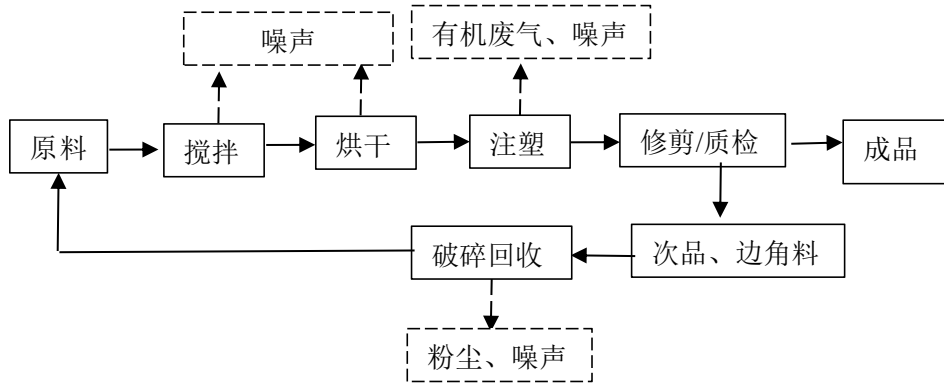 噪声
有机废气、噪声
原料
搅拌
烘干
注塑
修剪/质检
成品
破碎回收
次品、边角料
粉尘、噪声